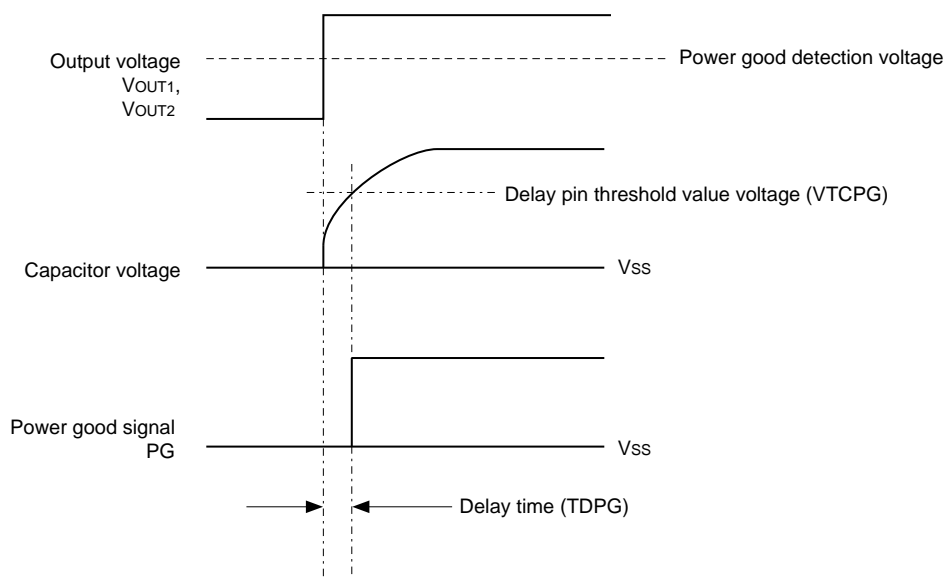 Output voltage
VOUT1,
VOUT2
Power good detection voltage
Delay pin threshold value voltage (VTCPG)
Capacitor voltage
VSS
Power good signal
PG
VSS
Delay time (TDPG)